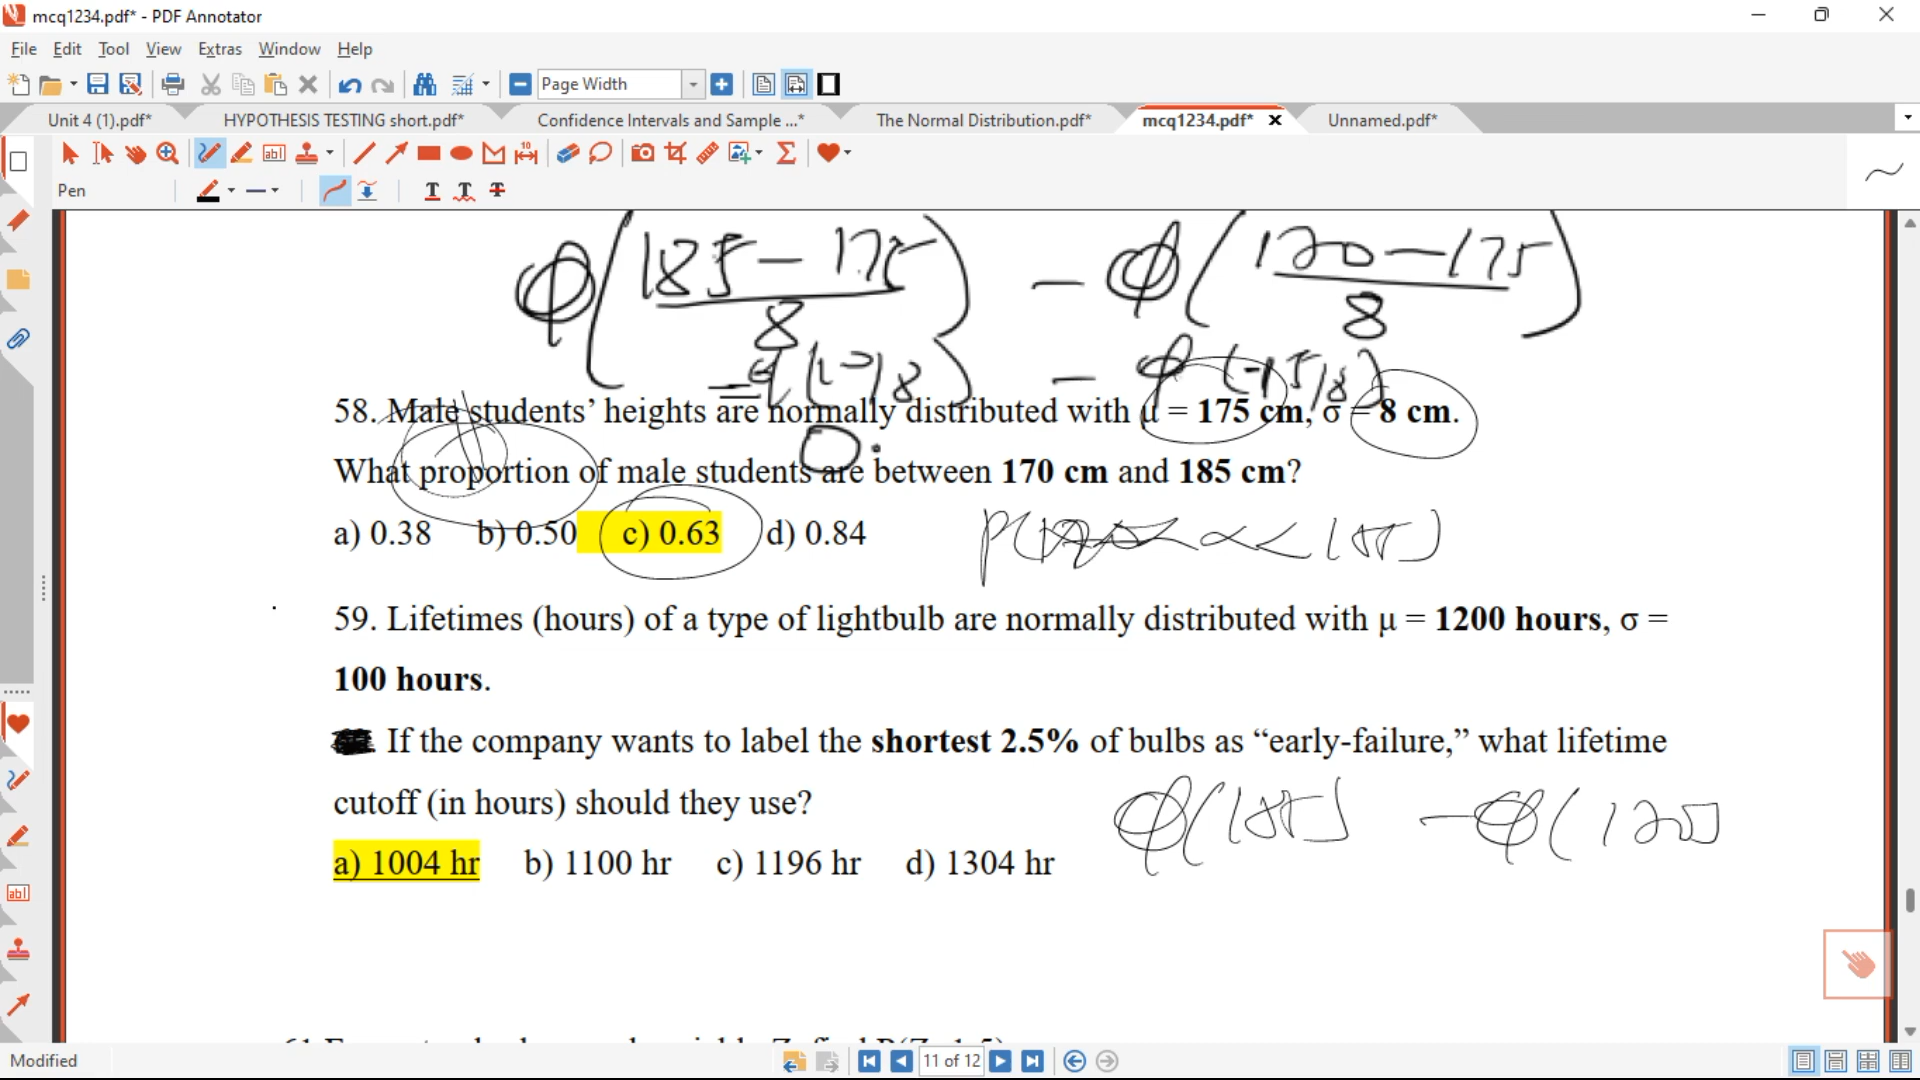 mcq1234.pdf* - PDF Annotator
File Edit Tool View Extras Window Help
Page Width
Unit 4 (1).pdf* HYPOTHESIS TESTING short.pdf* Confidence Intervals and Sample ...* The Normal Distribution.pdf* mcq1234.pdf* Unnamed.pdf*
Pen
Φ(185-175/8) - Φ(170-175/8)
58. Male students' heights are normally distributed with μ = 175 cm, σ = 8 cm.
What proportion of male students are between 170 cm and 185 cm?
a) 0.38 b) 0.50 c) 0.63 d) 0.84
59. Lifetimes (hours) of a type of lightbulb are normally distributed with μ = 1200 hours, σ =
100 hours.
If the company wants to label the shortest 2.5% of bulbs as “early-failure,” what lifetime
cutoff (in hours) should they use?
Φ(185) - Φ(170)
a) 1004 hr b) 1100 hr c) 1196 hr d) 1304 hr
Modified 11 of 12